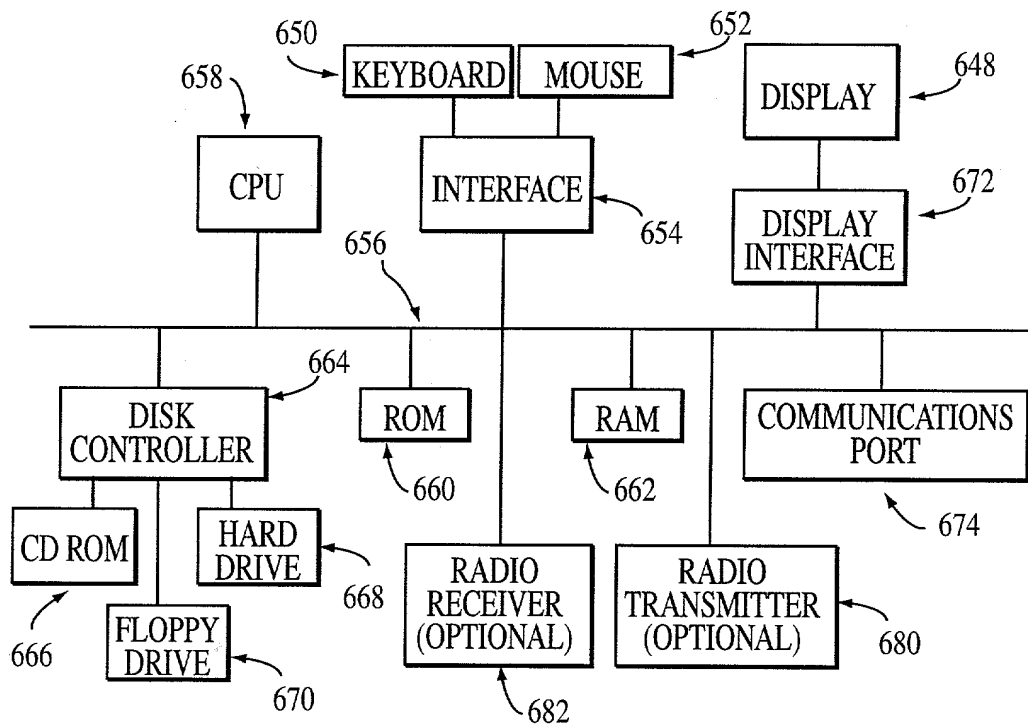 650
KEYBOARD
MOUSE
652
658
DISPLAY
648
CPU
INTERFACE
654
672
DISPLAY
INTERFACE
656
664
DISK
CONTROLLER
ROM
660
RAM
662
COMMUNICATIONS
PORT
674
CD ROM
666
HARD
DRIVE
668
FLOPPY
DRIVE
670
RADIO
RECEIVER
(OPTIONAL)
682
RADIO
TRANSMITTER
(OPTIONAL)
680